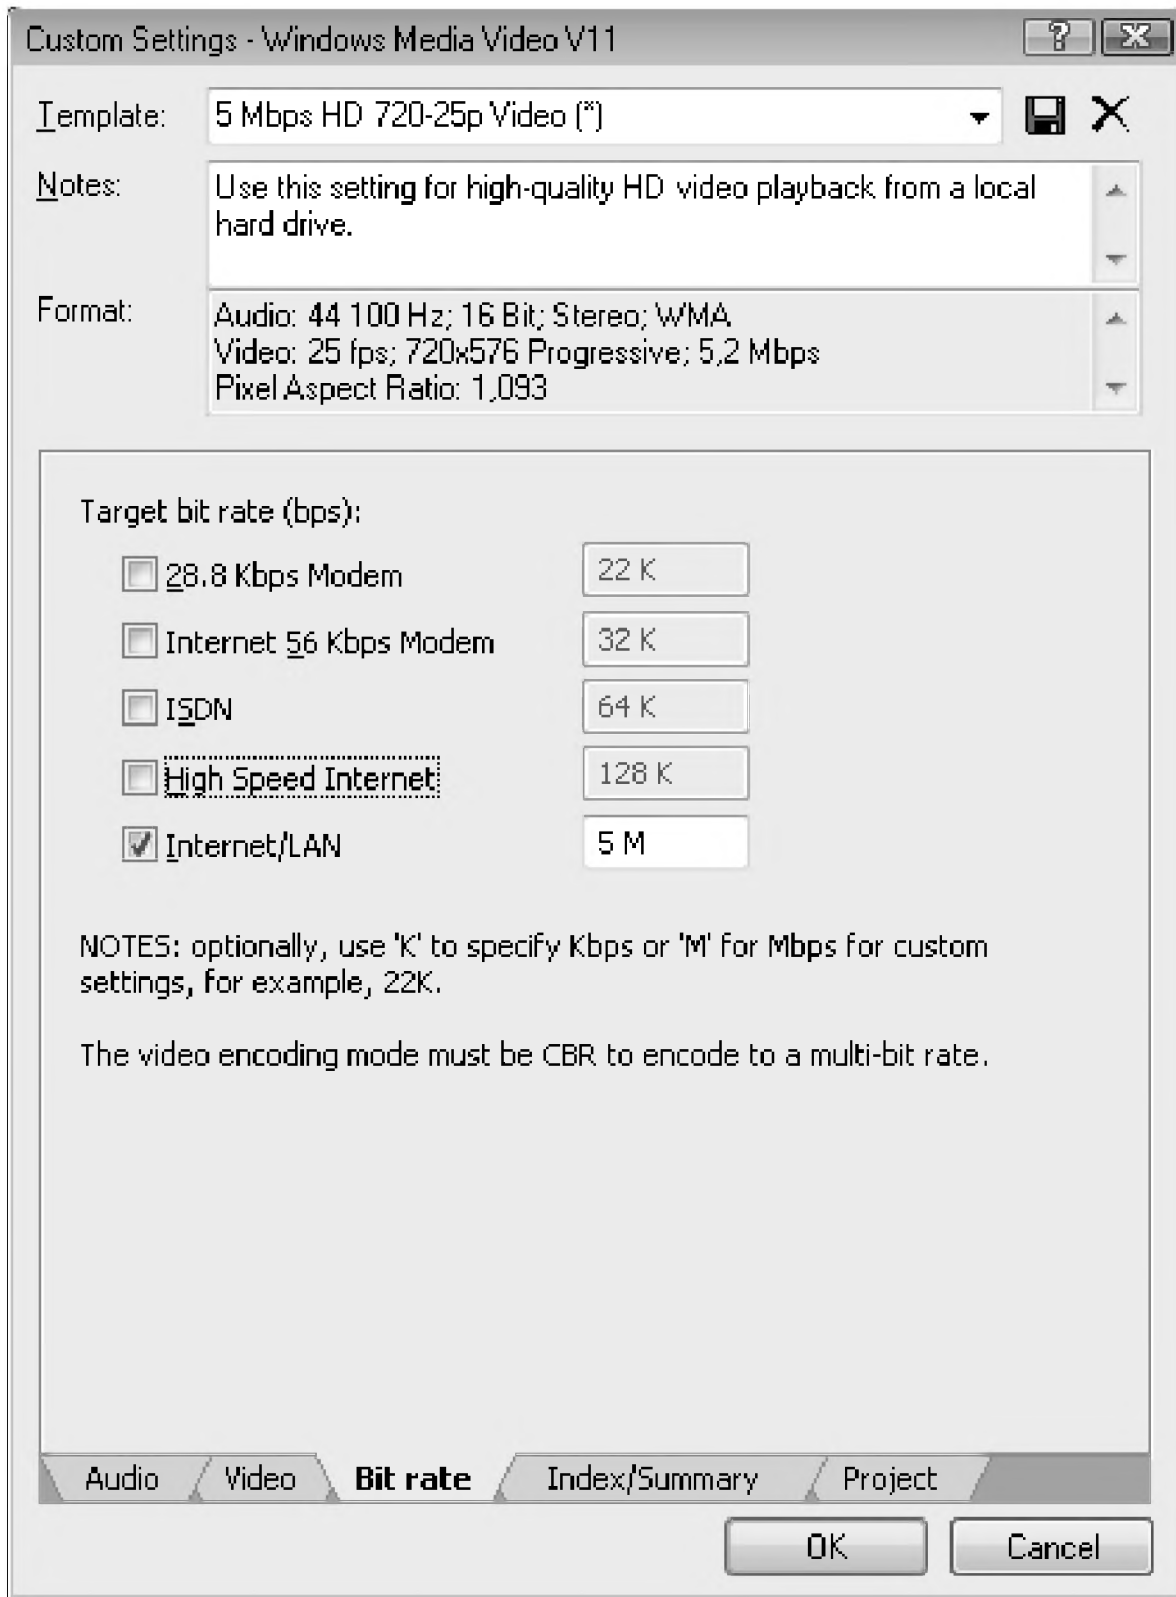 Custom Settings - Windows Media Video V11
Template: 5 Mbps HD 720-25p Video (*)
Notes: Use this setting for high-quality HD video playback from a local
hard drive.
Format: Audio: 44 100 Hz; 16 Bit; Stereo; WMA
Video: 25 fps; 720x576 Progressive; 5,2 Mbps
Pixel Aspect Ratio: 1,093
Target bit rate (bps):
28.8 Kbps Modem 22 K
Internet 56 Kbps Modem 32 K
ISDN 64 K
High Speed Internet 128 K
Internet/LAN 5 M
NOTES: optionally, use 'K' to specify Kbps or 'M' for Mbps for custom
settings, for example, 22K.
The video encoding mode must be CBR to encode to a multi-bit rate.
Audio Video Bit rate Index/Summary Project
OK Cancel